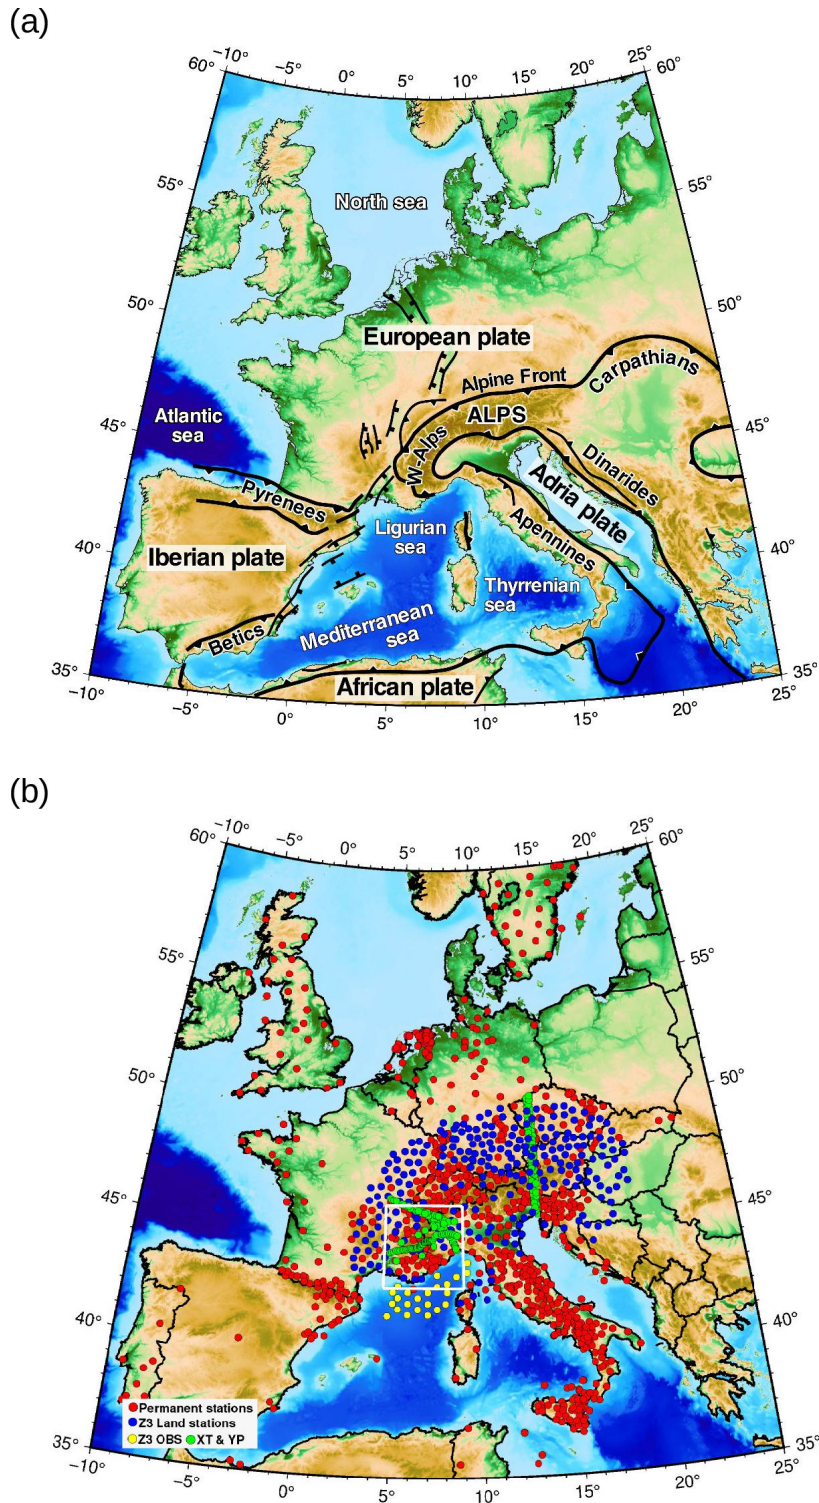 (a)
−10° −5° 0° 5° 10° 15° 20° 25°
60° 60°
55° 55°
North sea
50° 50°
European plate
Alpine Front
Carpathians
Atlantic
sea
ALPS
45° 45°
W-Alps
Pyrenees
Dinarides
Adria plate
Ligurian
sea
Apennines
Iberian plate
40° 40°
Thyrrenian
sea
Mediterranean
sea
Betics
African plate
35° 35°
−10° −5° 0° 5° 10° 15° 20° 25°
(b)
−10° −5° 0° 5° 10° 15° 20° 25°
60° 60°
55° 55°
50° 50°
45° 45°
40° 40°
Permanent stations
Z3 Land stations
Z3 OBS XT & YP
35° 35°
−10° −5° 0° 5° 10° 15° 20° 25°